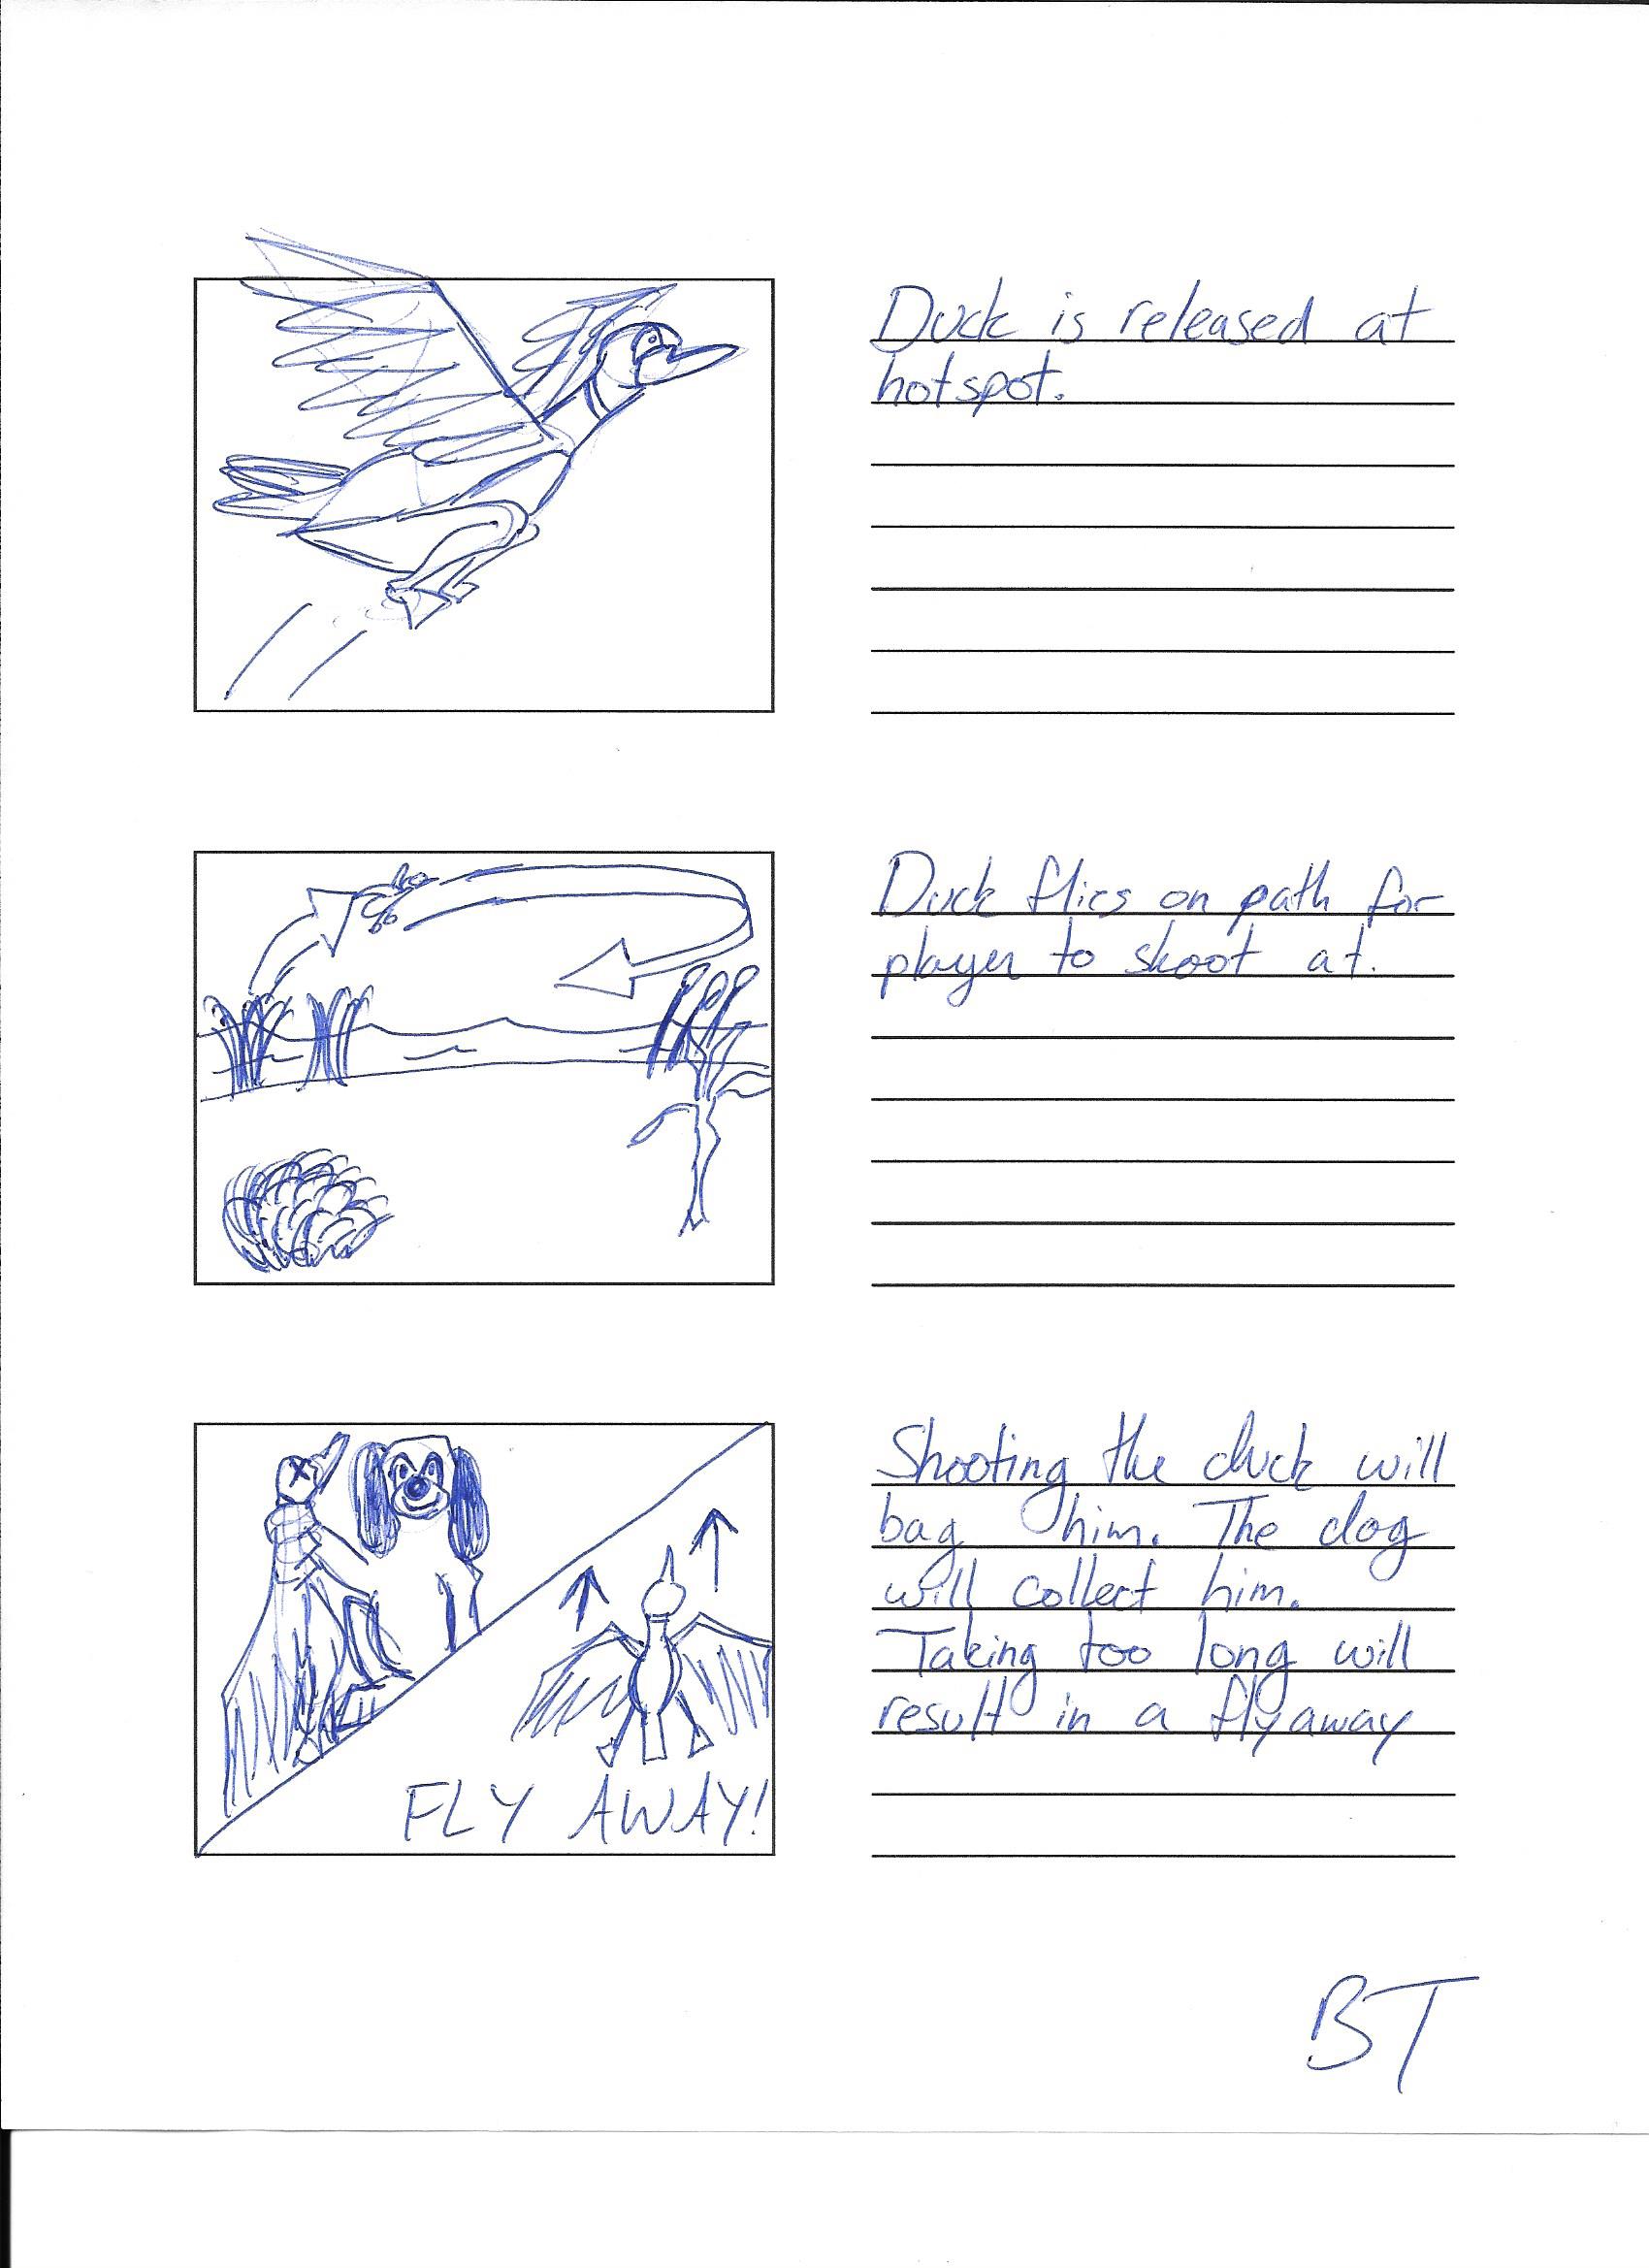 Duck is released at
hotspot.
Duck flies on path for
player to shoot at.
Shooting the duck will
bag him. The dog
will collect him.
Taking too long will
result in a flyaway
FLY AWAY!
BT